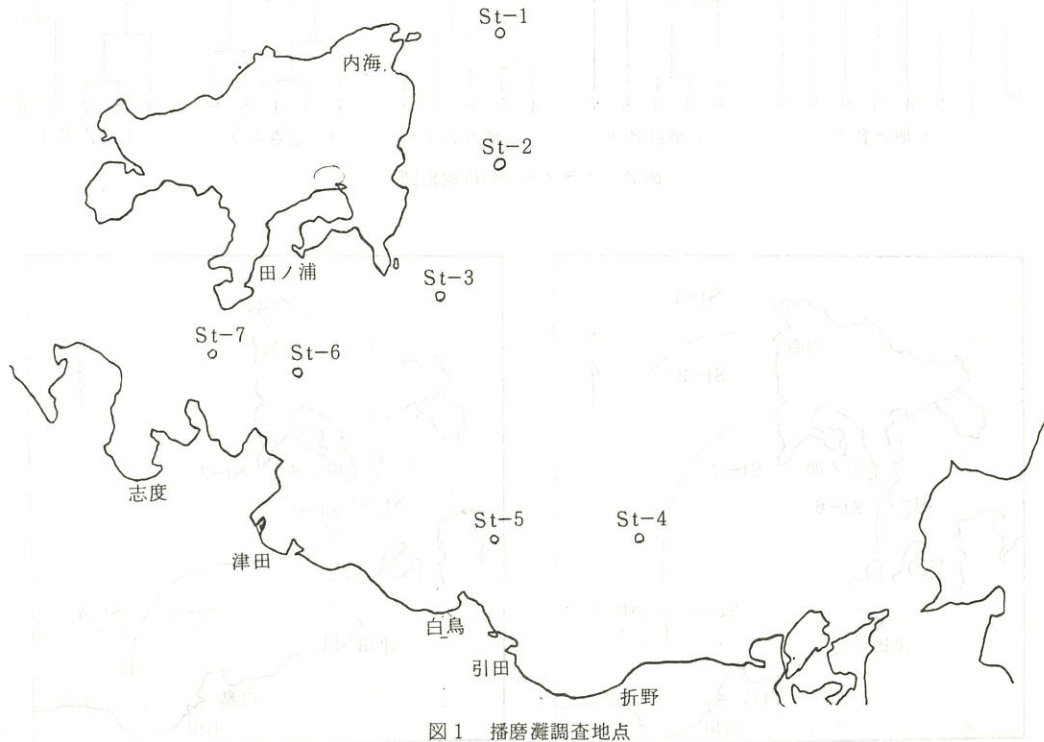 St-1
内海
St-2
田ノ浦
St-3
St-7
St-6
志度
St-5
St-4
津田
白鳥
引田
折野
図1 播磨灘調査地点